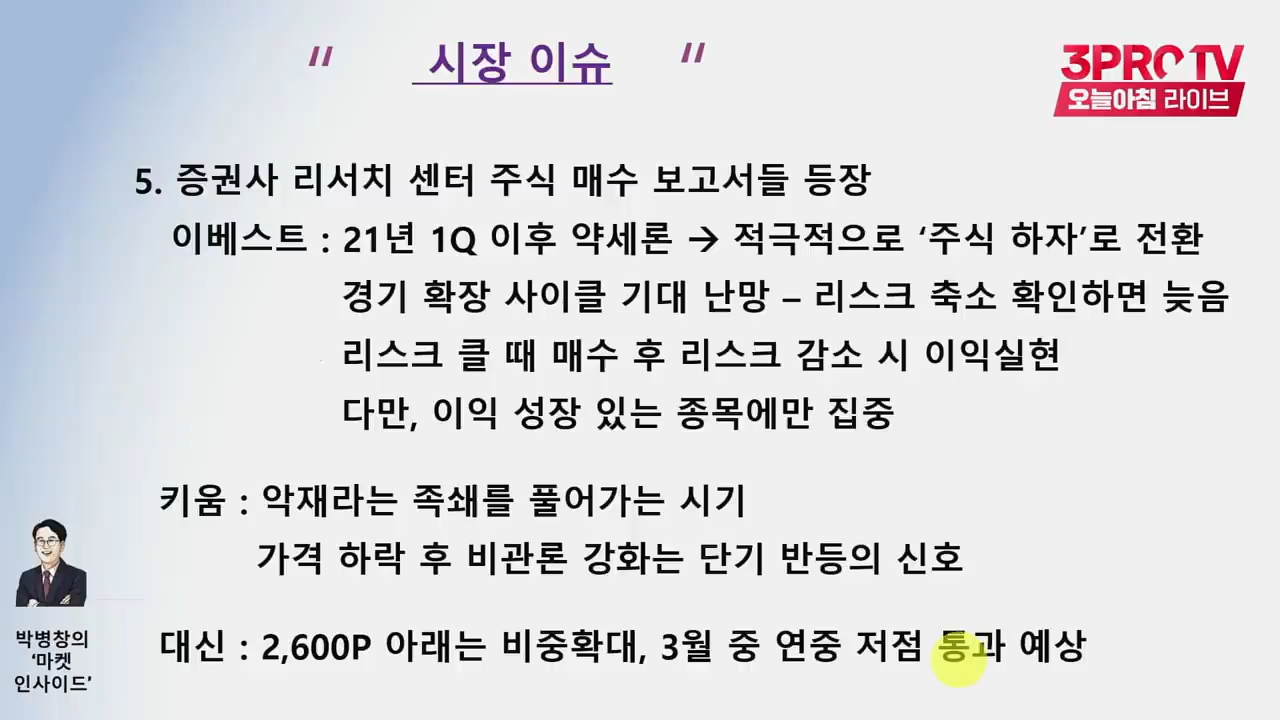 " 시장 이슈 "
3PRO TV
오늘아침 라이브
5. 증권사 리서치 센터 주식 매수 보고서들 등장
이베스트 : 21년 1Q 이후 약세론 → 적극적으로 ‘주식 하자’로 전환
경기 확장 사이클 기대 난망 – 리스크 축소 확인하면 늦음
리스크 클 때 매수 후 리스크 감소 시 이익실현
다만, 이익 성장 있는 종목에만 집중
키움 : 악재라는 족쇄를 풀어가는 시기
가격 하락 후 비관론 강화는 단기 반등의 신호
대신 : 2,600P 아래는 비중확대, 3월 중 연중 저점 통과 예상
박병창의
‘마켓
인사이드’